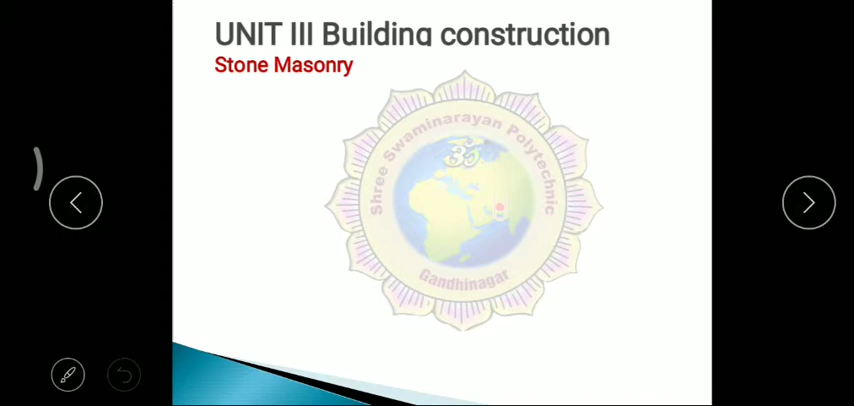 UNIT III Building construction
Stone Masonry
Shree Swaminarayan Polytechnic
ૐ
Gandhinagar